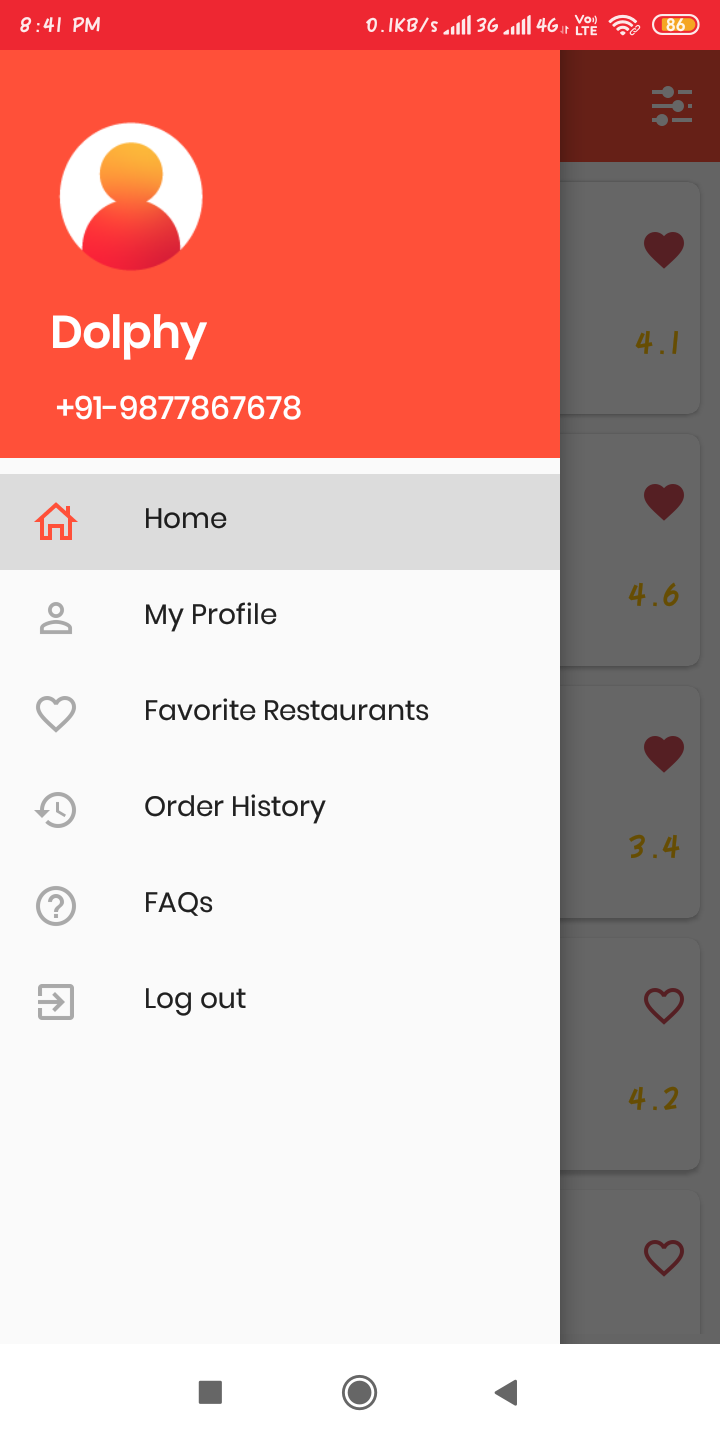 8:41 PM 0.1KB/s 3G 4G Vo) LTE 86
Dolphy
+91-9877867678
Home
My Profile
Favorite Restaurants
Order History
FAQs
Log out
4.1
4.6
3.4
4.2